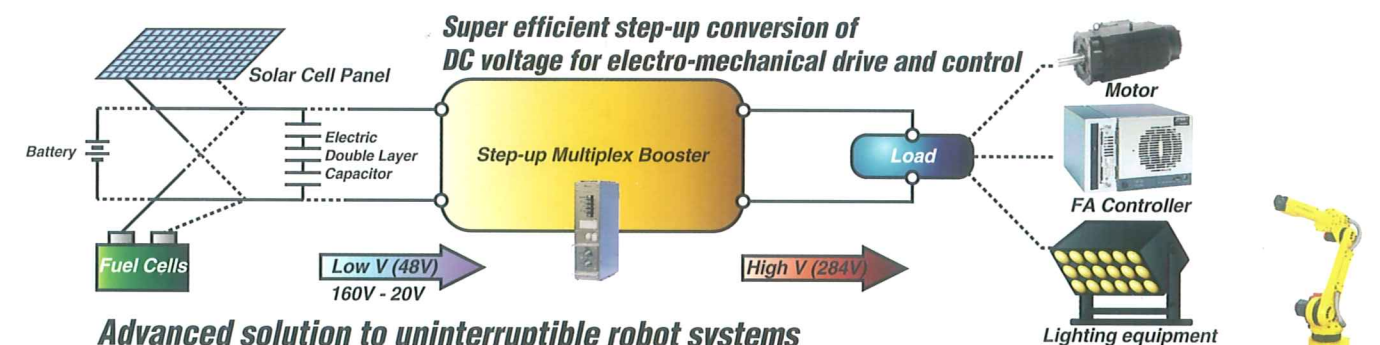 Super efficient step-up conversion of
DC voltage for electro-mechanical drive and control
Solar Cell Panel
Battery
Electric
Double Layer
Capacitor
Step-up Multiplex Booster
Load
Motor
FA Controller
Fuel Cells
Low V (48V)
160V - 20V
High V (284V)
Lighting equipment
Advanced solution to uninterruptible robot systems